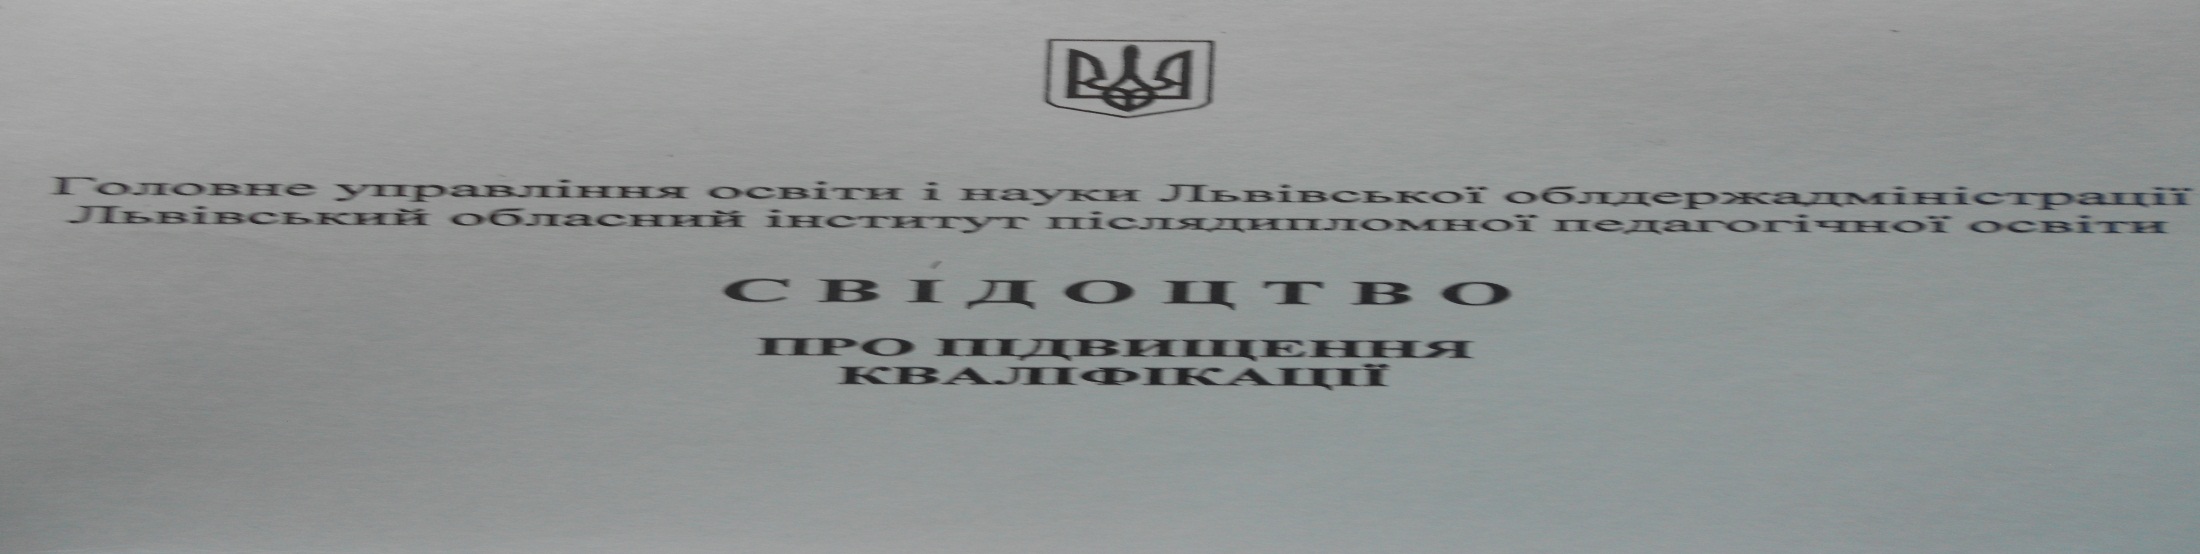 Головне управління освіти і науки Львівської облдержадміністрації
Львівський обласний інститут післядипломної педагогічної освіти
СВІДОЦТВО
ПРО ПІДВИЩЕННЯ
КВАЛІФІКАЦІЇ